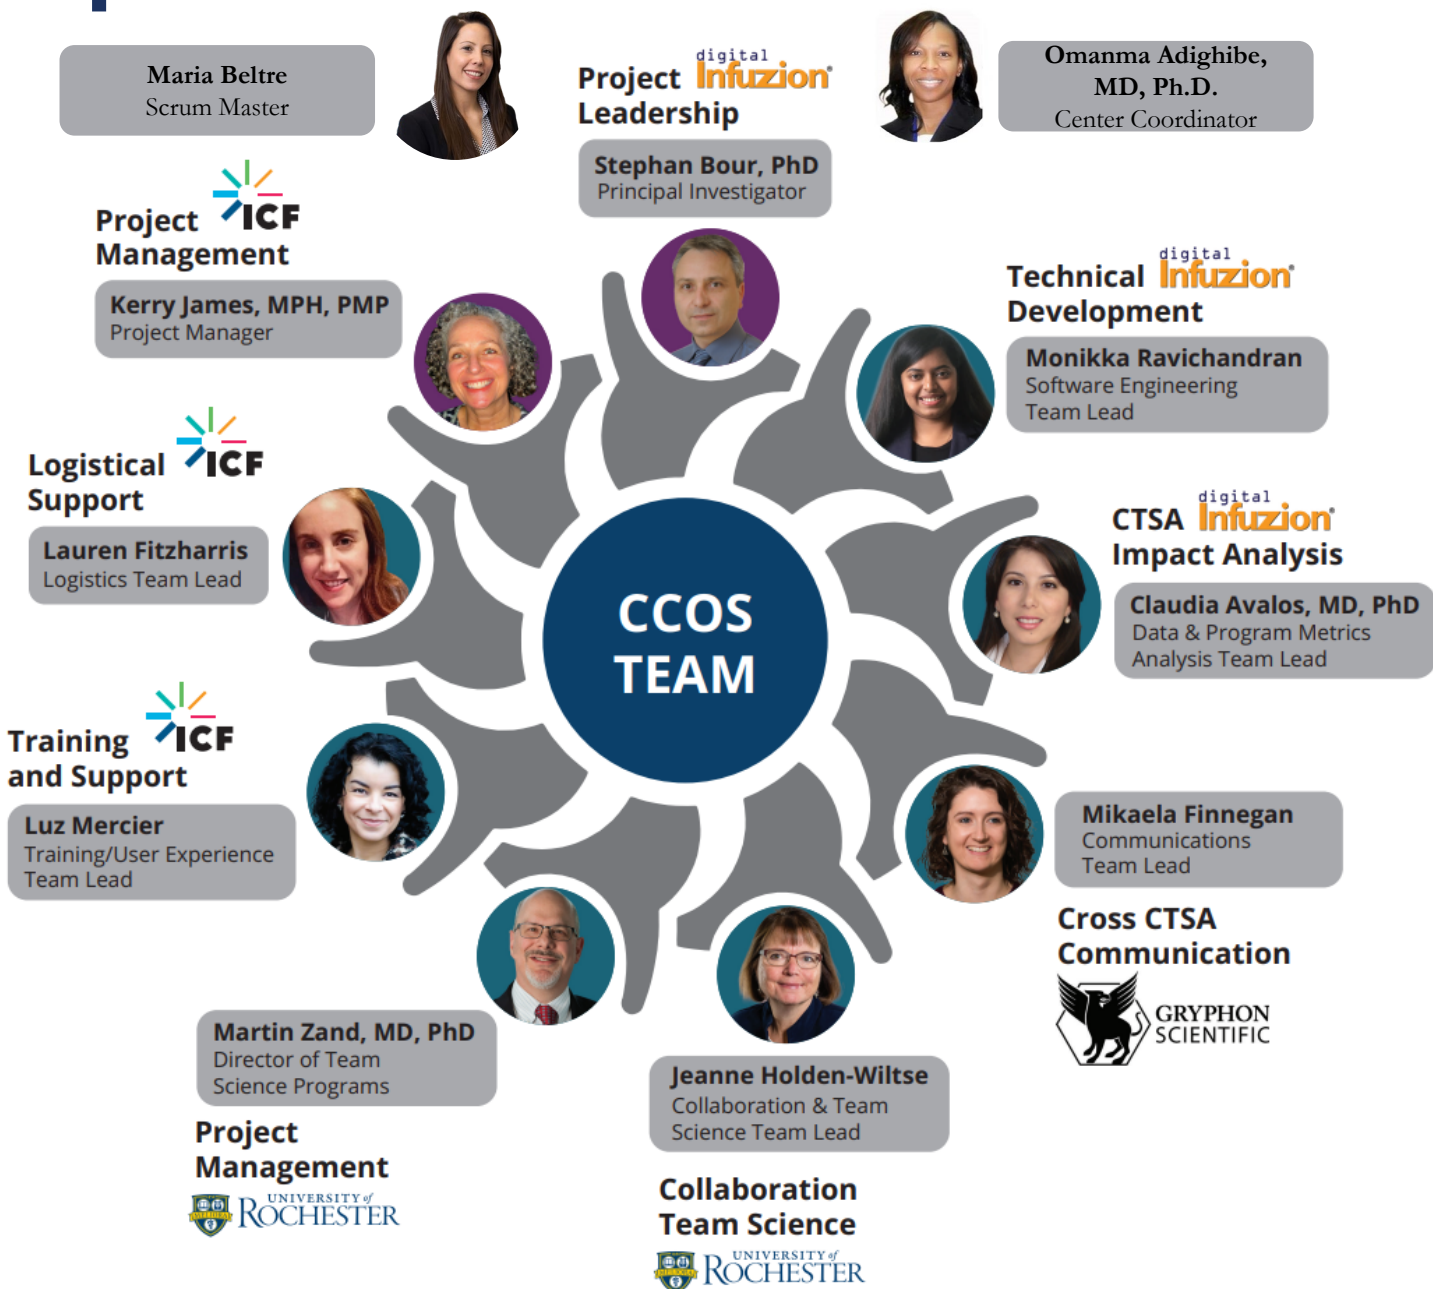 Maria Beltre
Scrum Master
Project digital Infuzion®
Leadership
Stephan Bour, PhD
Principal Investigator
Omanma Adighibe,
MD, Ph.D.
Center Coordinator
Project ICF
Management
Kerry James, MPH, PMP
Project Manager
Technical digital Infuzion®
Development
Monikka Ravichandran
Software Engineering
Team Lead
Logistical ICF
Support
Lauren Fitzharris
Logistics Team Lead
CTSA digital Infuzion®
Impact Analysis
Claudia Avalos, MD, PhD
Data & Program Metrics
Analysis Team Lead
CCOS
TEAM
Training ICF
and Support
Luz Mercier
Training/User Experience
Team Lead
Mikaela Finnegan
Communications
Team Lead
Cross CTSA
Communication
GRYPHON
SCIENTIFIC
Martin Zand, MD, PhD
Director of Team
Science Programs
Project
Management
UNIVERSITY of
ROCHESTER
Jeanne Holden-Wiltse
Collaboration & Team
Science Team Lead
Collaboration
Team Science
UNIVERSITY of
ROCHESTER